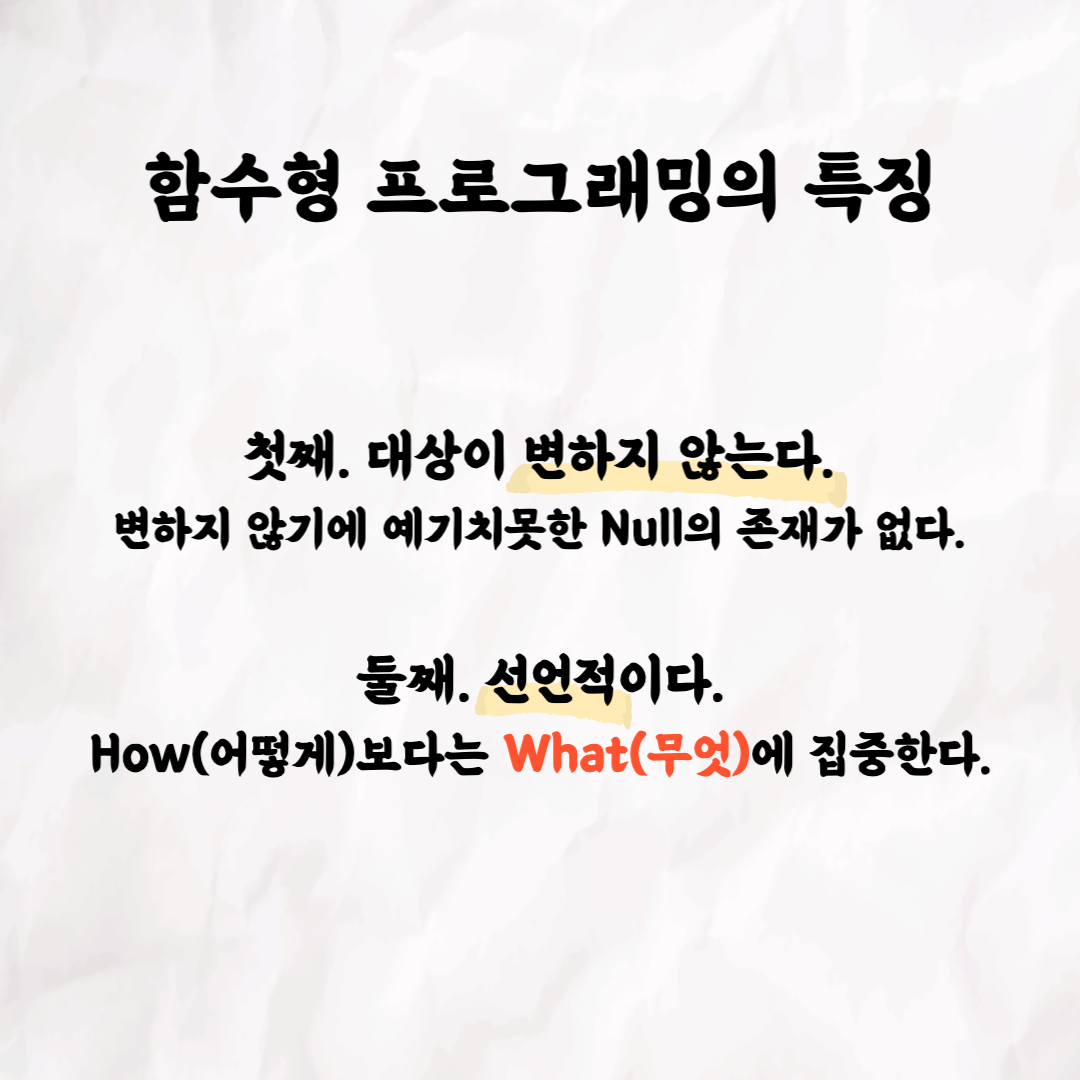 함수형 프로그래밍의 특징
첫째. 대상이 변하지 않는다.
변하지 않기에 예기치못한 Null의 존재가 없다.
둘째. 선언적이다.
How(어떻게)보다는 What(무엇)에 집중한다.